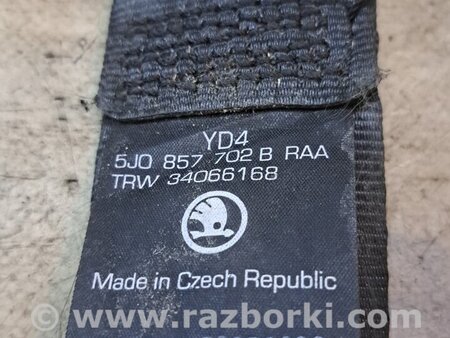 YD4
5J0 857 702 B RAA
TRW 34066168
Made in Czech Republic
www.razborki.com